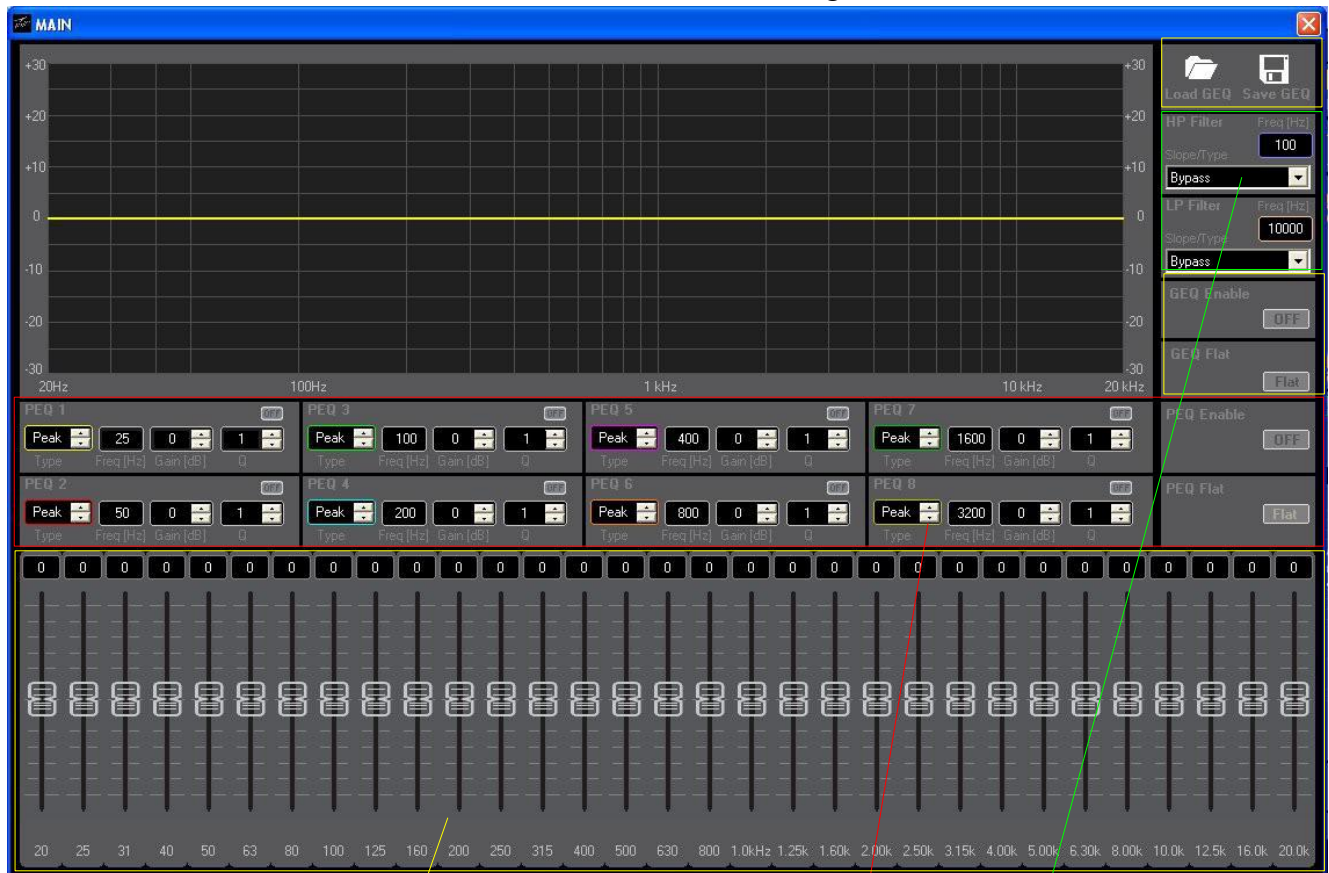 MAIN
+30 +30
+20 +20
+10 +10
0 0
-10 -10
-20 -20
-30 -30
20Hz 100Hz 1 kHz 10 kHz 20 kHz
Load GEQ Save GEQ
HP Filter Freq [Hz]
100
Slope/Type
Bypass
LP Filter Freq [Hz]
10000
Slope/Type
Bypass
GEQ Enable
OFF
GEQ Flat
Flat
PEQ 1 OFF PEQ 3 OFF PEQ 5 OFF PEQ 7 OFF PEQ Enable
Peak 25 0 1 Peak 100 0 1 Peak 400 0 1 Peak 1600 0 1 OFF
Type Freq [Hz] Gain [dB] Q Type Freq [Hz] Gain [dB] Q Type Freq [Hz] Gain [dB] Q Type Freq [Hz] Gain [dB] Q
PEQ 2 OFF PEQ 4 OFF PEQ 6 OFF PEQ 8 OFF PEQ Flat
Peak 50 0 1 Peak 200 0 1 Peak 800 0 1 Peak 3200 0 1 Flat
Type Freq [Hz] Gain [dB] Q Type Freq [Hz] Gain [dB] Q Type Freq [Hz] Gain [dB] Q Type Freq [Hz] Gain [dB] Q
0 0 0 0 0 0 0 0 0 0 0 0 0 0 0 0 0 0 0 0 0 0 0 0 0 0 0 0 0 0 0
20 25 31 40 50 63 80 100 125 160 200 250 315 400 500 630 800 1.0kHz 1.25k 1.60k 2.00k 2.50k 3.15k 4.00k 5.00k 6.30k 8.00k 10.0k 12.5k 16.0k 20.0k